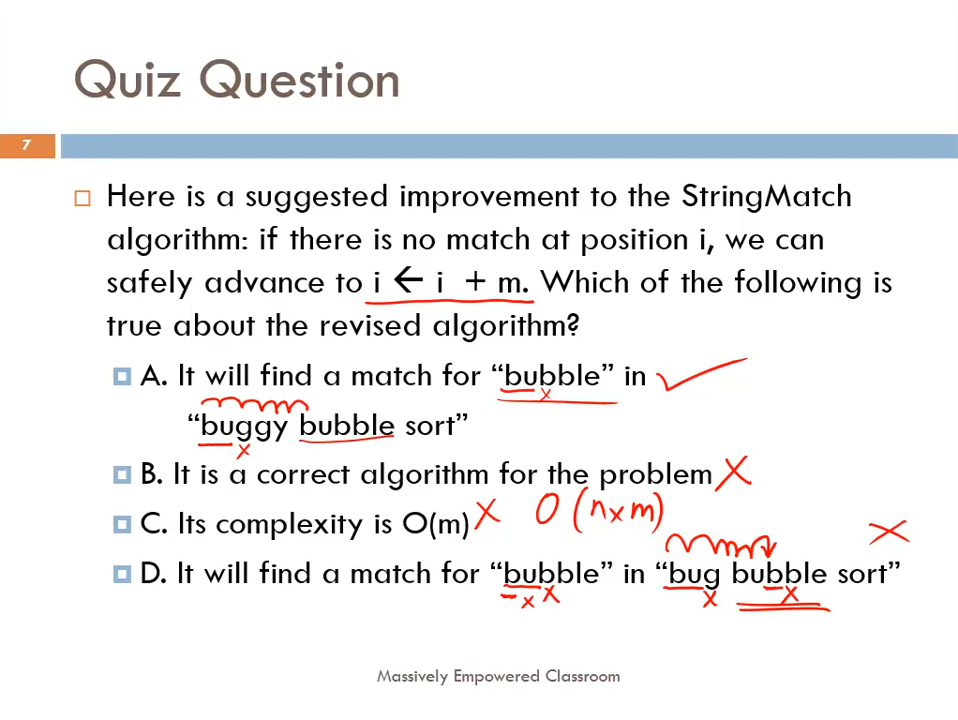 Quiz Question
7
Here is a suggested improvement to the StringMatch
algorithm: if there is no match at position i, we can
safely advance to i ← i + m. Which of the following is
true about the revised algorithm?
A. It will find a match for “bubble” in
“buggy bubble sort”
B. It is a correct algorithm for the problem
C. Its complexity is O(m) O(n×m)
D. It will find a match for “bubble” in “bug bubble sort”
Massively Empowered Classroom